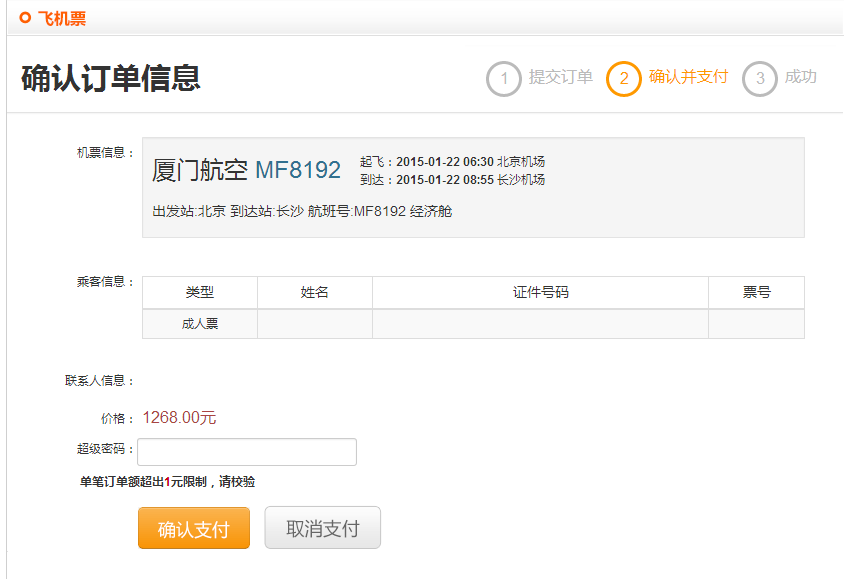 飞机票
确认订单信息
1 提交订单 2 确认并支付 3 成功
机票信息：
厦门航空 MF8192
起飞：2015-01-22 06:30 北京机场
到达：2015-01-22 08:55 长沙机场
出发站:北京 到达站:长沙 航班号:MF8192 经济舱
乘客信息：
类型 姓名 证件号码 票号
成人票
联系人信息：
价格： 1268.00元
超级密码：
单笔订单额超出1元限制，请校验
确认支付 取消支付